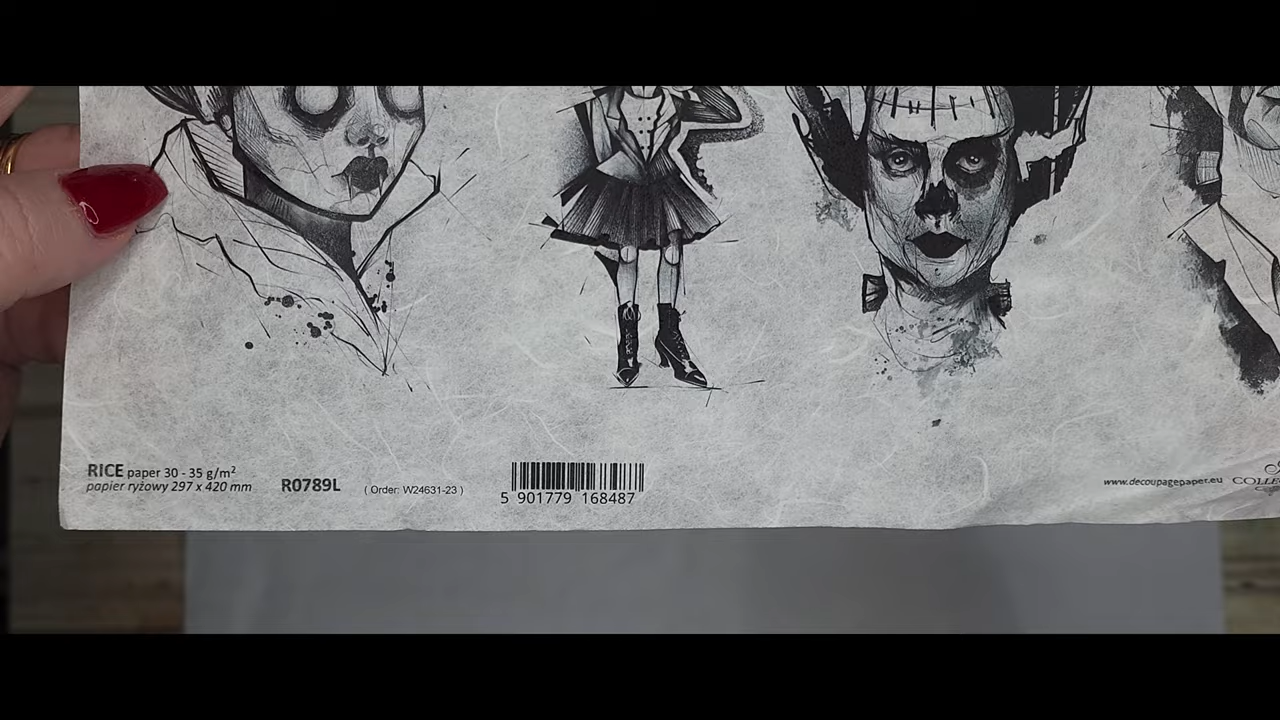 RICE paper 30 - 35 g/m²
papier ryżowy 297 x 420 mm
R0789L
( Order: W24631-23 )
5 901779 168487
www.decoupagepaper.eu